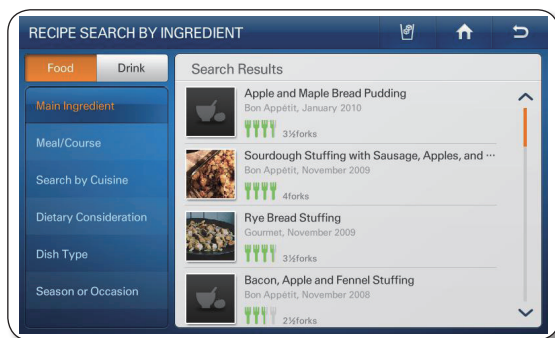 RECIPE SEARCH BY INGREDIENT
Food Drink
Main Ingredient
Meal/Course
Search by Cuisine
Dietary Consideration
Dish Type
Season or Occasion
Search Results
Apple and Maple Bread Pudding
Bon Appétit, January 2010
3½forks
Sourdough Stuffing with Sausage, Apples, and ···
Bon Appétit, November 2009
4forks
Rye Bread Stuffing
Gourmet, November 2009
3½forks
Bacon, Apple and Fennel Stuffing
Bon Appétit, November 2008
2½forks